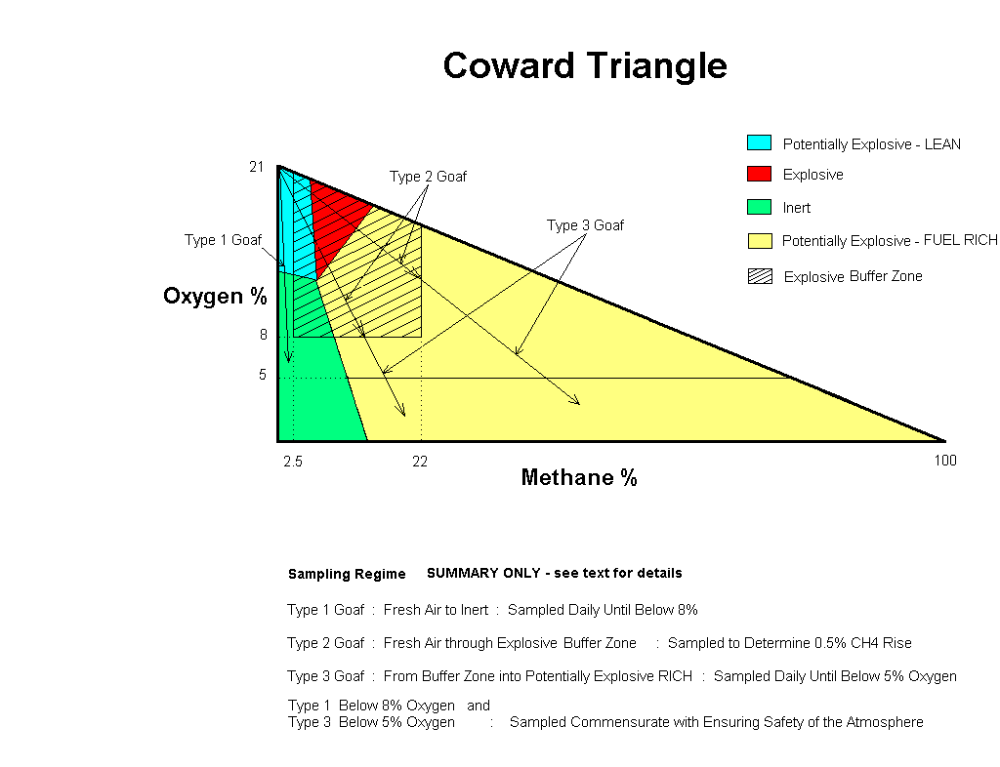 Coward Triangle
Potentially Explosive - LEAN
Explosive
Inert
Potentially Explosive - FUEL RICH
Explosive Buffer Zone
21
Type 2 Goaf
Type 3 Goaf
Type 1 Goaf
Oxygen %
8
5
2.5
22
100
Methane %
Sampling Regime SUMMARY ONLY - see text for details
Type 1 Goaf : Fresh Air to Inert : Sampled Daily Until Below 8%
Type 2 Goaf : Fresh Air through Explosive Buffer Zone : Sampled to Determine 0.5% CH4 Rise
Type 3 Goaf : From Buffer Zone into Potentially Explosive RICH : Sampled Daily Until Below 5% Oxygen
Type 1 Below 8% Oxygen and
Type 3 Below 5% Oxygen : Sampled Commensurate with Ensuring Safety of the Atmosphere